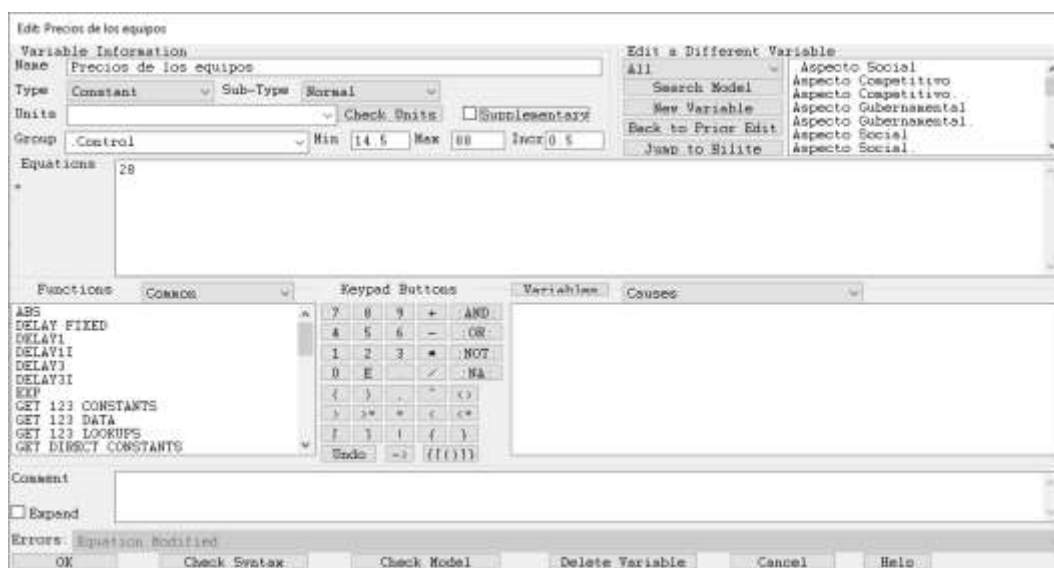 Edit: Precios de los equipos
Variable Information
Edit a Different Variable
Name Precios de los equipos
Type Constant Sub-Type Normal
Units Check Units Supplementary
Group .Control Min 14.5 Max Incr 0.5
All
Search Model
New Variable
Back to Prior Edit
Jump to Hilite
Aspecto Social
Aspecto Competitivo
Aspecto Competitivo.
Aspecto Gubernamental
Aspecto Gubernamental.
Aspecto Social
Aspecto Social.
Equations 28
=
Functions Common
Keypad Buttons
Variables Causes
ABS
DELAY FIXED
DELAY1
DELAY1I
DELAY3
DELAY3I
EXP
GET 123 CONSTANTS
GET 123 DATA
GET 123 LOOKUPS
GET DIRECT CONSTANTS
7 8 9 + :AND:
4 5 6 - :OR:
1 2 3 * :NOT:
0 E . / :NA:
( ) , ^ <>
> >= = < <=
[ ] ! { }
Undo -> {[()]}
Comment
Expand
Errors: Equation Modified
OK Check Syntax Check Model Delete Variable Cancel Help